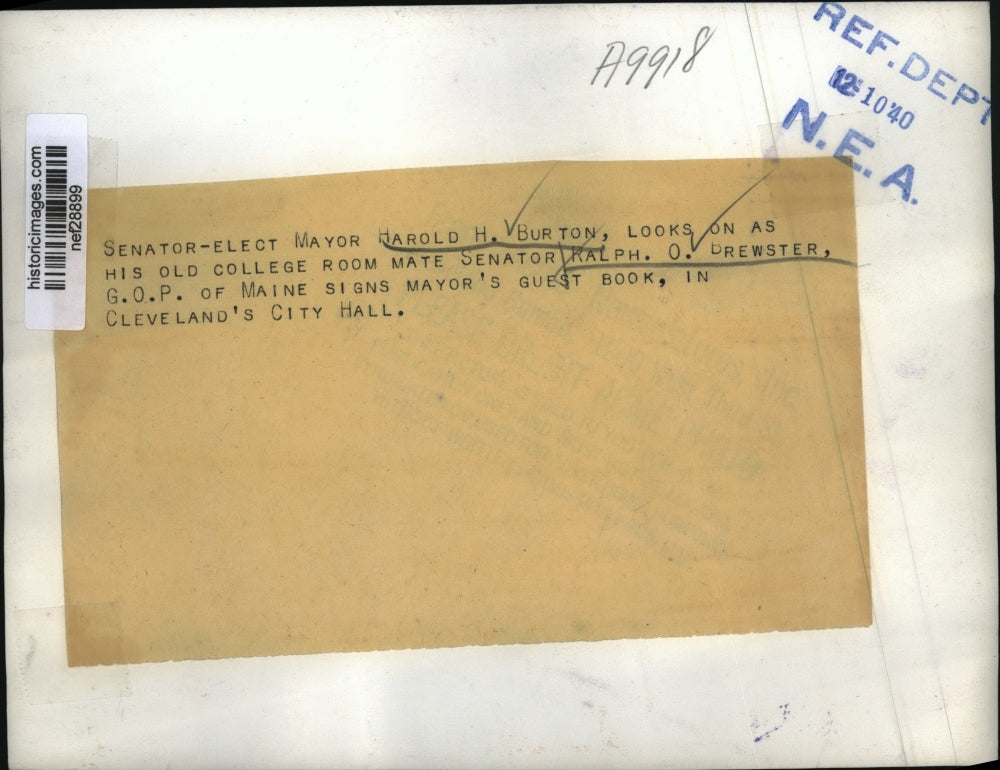 A9918
REF. DEPT
12-10'40
N.E.A.
historicimages.com
nef28899
SENATOR-ELECT MAYOR HAROLD H. BURTON, LOOKS ON AS
HIS OLD COLLEGE ROOM MATE SENATOR RALPH. O. BREWSTER,
G.O.P. OF MAINE SIGNS MAYOR'S GUEST BOOK, IN
CLEVELAND'S CITY HALL.